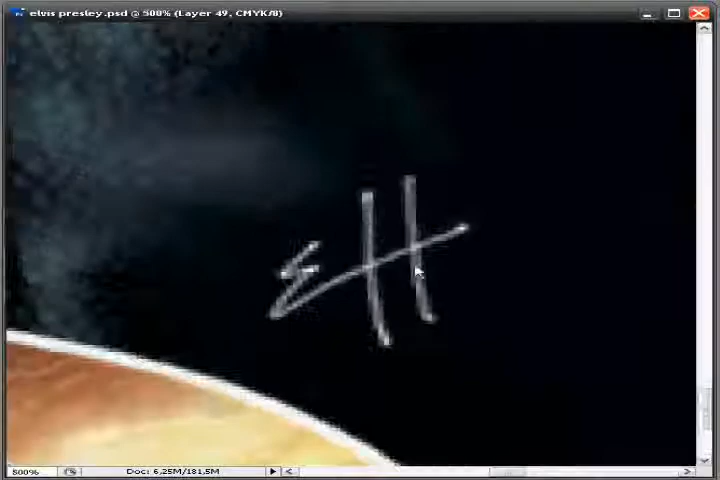 elvis presley.psd @ 500% (Layer 49, CMYK/8)
EH
500%
Doc: 6,25M/181,5M